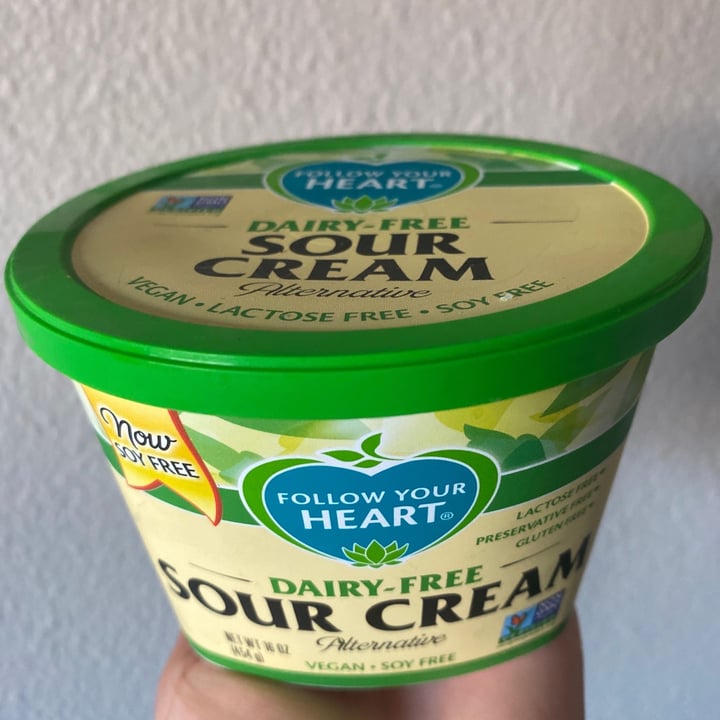 FOLLOW YOUR
HEART
DAIRY-FREE
SOUR
CREAM
Alternative
VEGAN • LACTOSE FREE • SOY FREE
Now
SOY FREE
FOLLOW YOUR
HEART®
LACTOSE FREE
PRESERVATIVE FREE
GLUTEN FREE
DAIRY-FREE
SOUR CREAM
Alternative
NET WT 16 OZ
(454 g)
VEGAN • SOY FREE